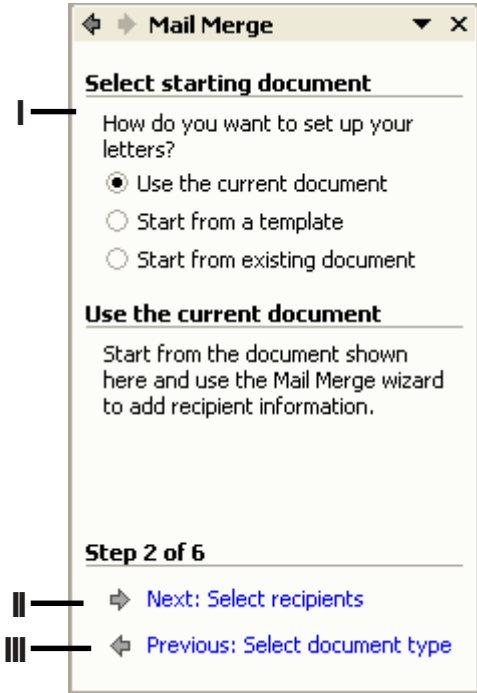 Mail Merge
Select starting document
I
How do you want to set up your
letters?
Use the current document
Start from a template
Start from existing document
Use the current document
Start from the document shown
here and use the Mail Merge wizard
to add recipient information.
Step 2 of 6
II Next: Select recipients
III Previous: Select document type